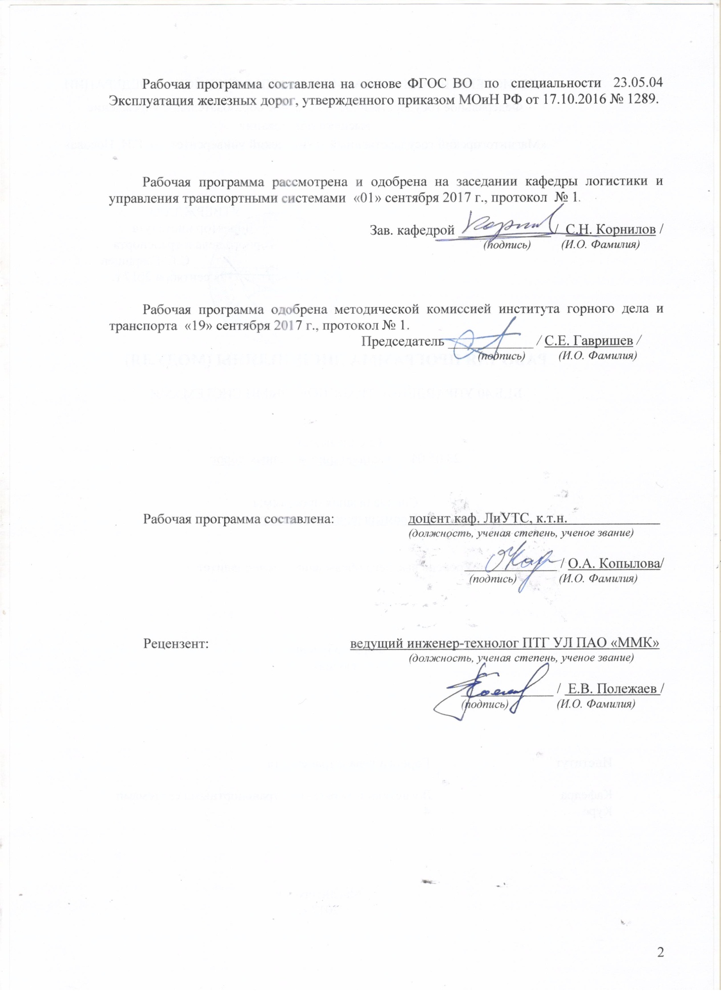 Рабочая программа составлена на основе ФГОС ВО по специальности 23.05.04
Эксплуатация железных дорог, утвержденного приказом МОиН РФ от 17.10.2016 № 1289.
Рабочая программа рассмотрена и одобрена на заседании кафедры логистики и
управления транспортными системами «01» сентября 2017 г., протокол № 1.
Зав. кафедрой _____________ / С.Н. Корнилов /
(подпись) (И.О. Фамилия)
Рабочая программа одобрена методической комиссией института горного дела и
транспорта «19» сентября 2017 г., протокол № 1.
Председатель ____________ / С.Е. Гавришев /
(подпись) (И.О. Фамилия)
Рабочая программа составлена: доцент каф. ЛиУТС, к.т.н.
(должность, ученая степень, ученое звание)
_____________ / О.А. Копылова/
(подпись) (И.О. Фамилия)
Рецензент: ведущий инженер-технолог ПТГ УЛ ПАО «ММК»
(должность, ученая степень, ученое звание)
_____________ / Е.В. Полежаев /
(подпись) (И.О. Фамилия)
2